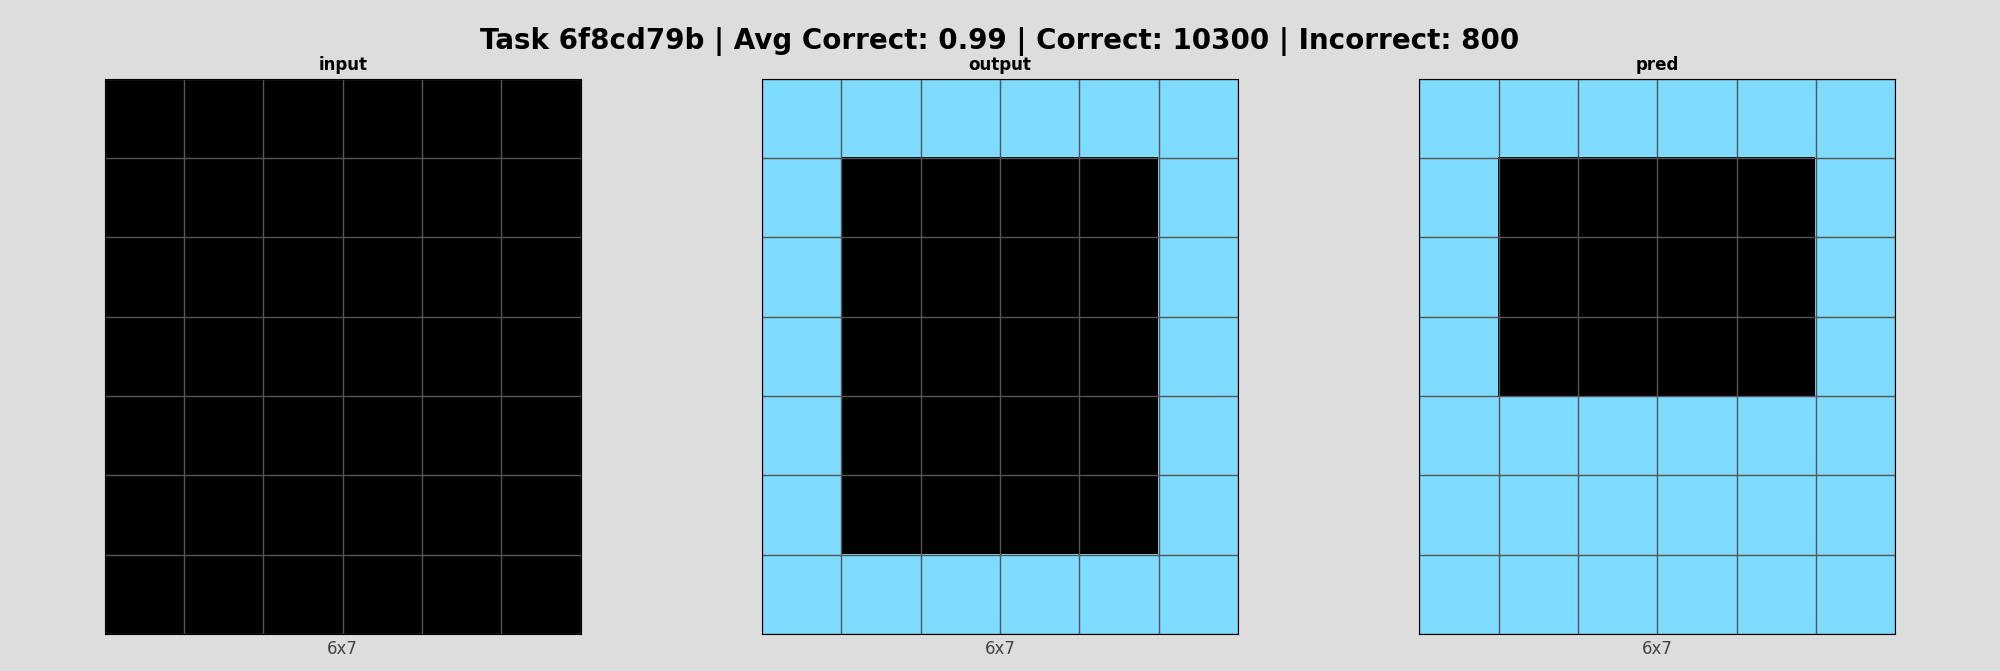 Task 6f8cd79b | Avg Correct: 0.99 | Correct: 10300 | Incorrect: 800
input
output
pred
6x7
6x7
6x7